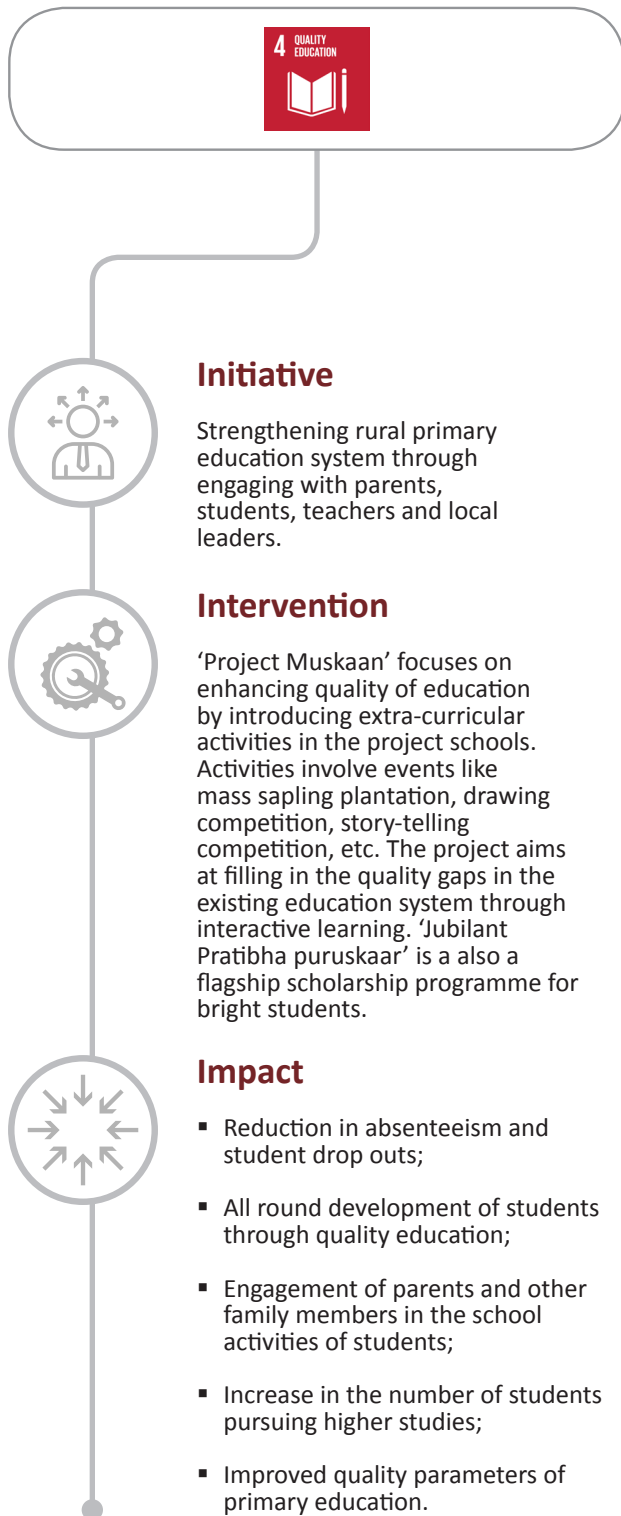 4 QUALITY
EDUCATION
Initiative
Strengthening rural primary
education system through
engaging with parents,
students, teachers and local
leaders.
Intervention
‘Project Muskaan’ focuses on
enhancing quality of education
by introducing extra-curricular
activities in the project schools.
Activities involve events like
mass sapling plantation, drawing
competition, story-telling
competition, etc. The project aims
at filling in the quality gaps in the
existing education system through
interactive learning. ‘Jubilant
Pratibha puruskaar’ is a also a
flagship scholarship programme for
bright students.
Impact
▪ Reduction in absenteeism and
student drop outs;
▪ All round development of students
through quality education;
▪ Engagement of parents and other
family members in the school
activities of students;
▪ Increase in the number of students
pursuing higher studies;
▪ Improved quality parameters of
primary education.